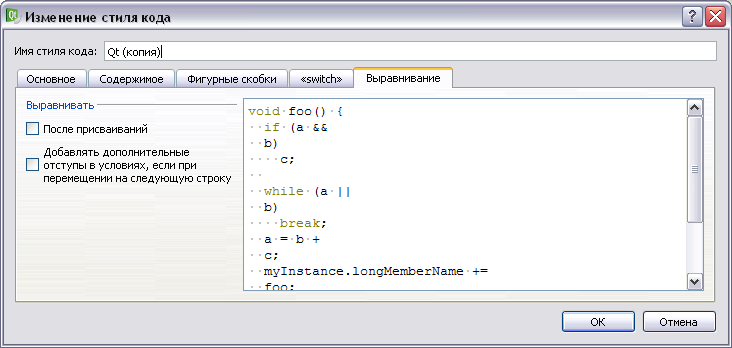 Изменение стиля кода
Имя стиля кода: Qt (копия)
Основное Содержимое Фигурные скобки «switch» Выравнивание
Выравнивать
После присваиваний
Добавлять дополнительные
отступы в условиях, если при
перемещении на следующую строку
void·foo()·{
··if·(a·&&
··b)
····c;
··
··while·(a·||
··b)
····break;
··a·=·b·+
··c;
··myInstance.longMemberName·+=
··foo;
OK Отмена